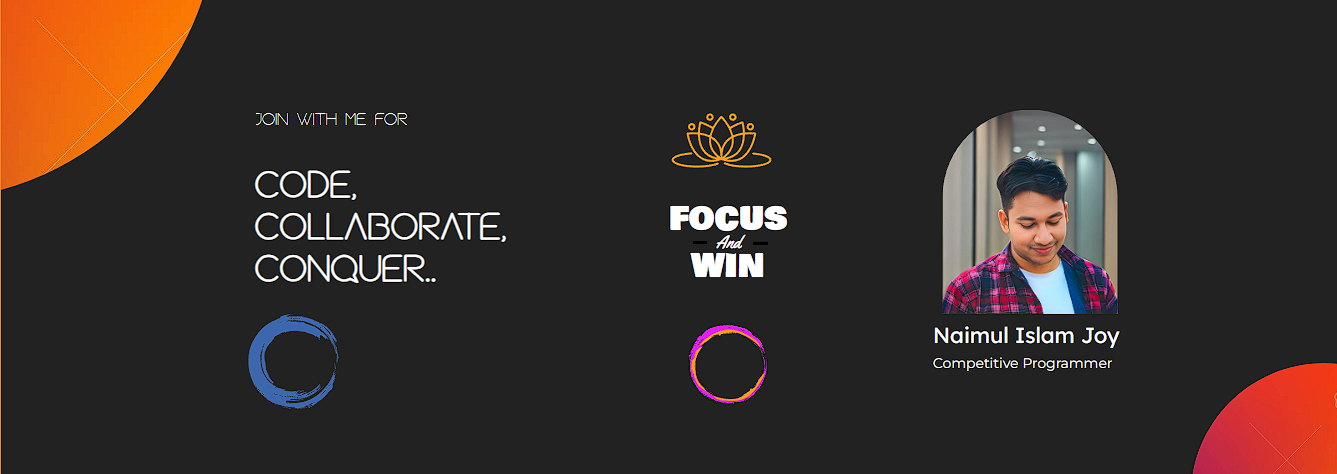 JOIN WITH ME FOR
CODE,
COLLABORATE,
CONQUER..
FOCUS
And
WIN
Naimul Islam Joy
Competitive Programmer